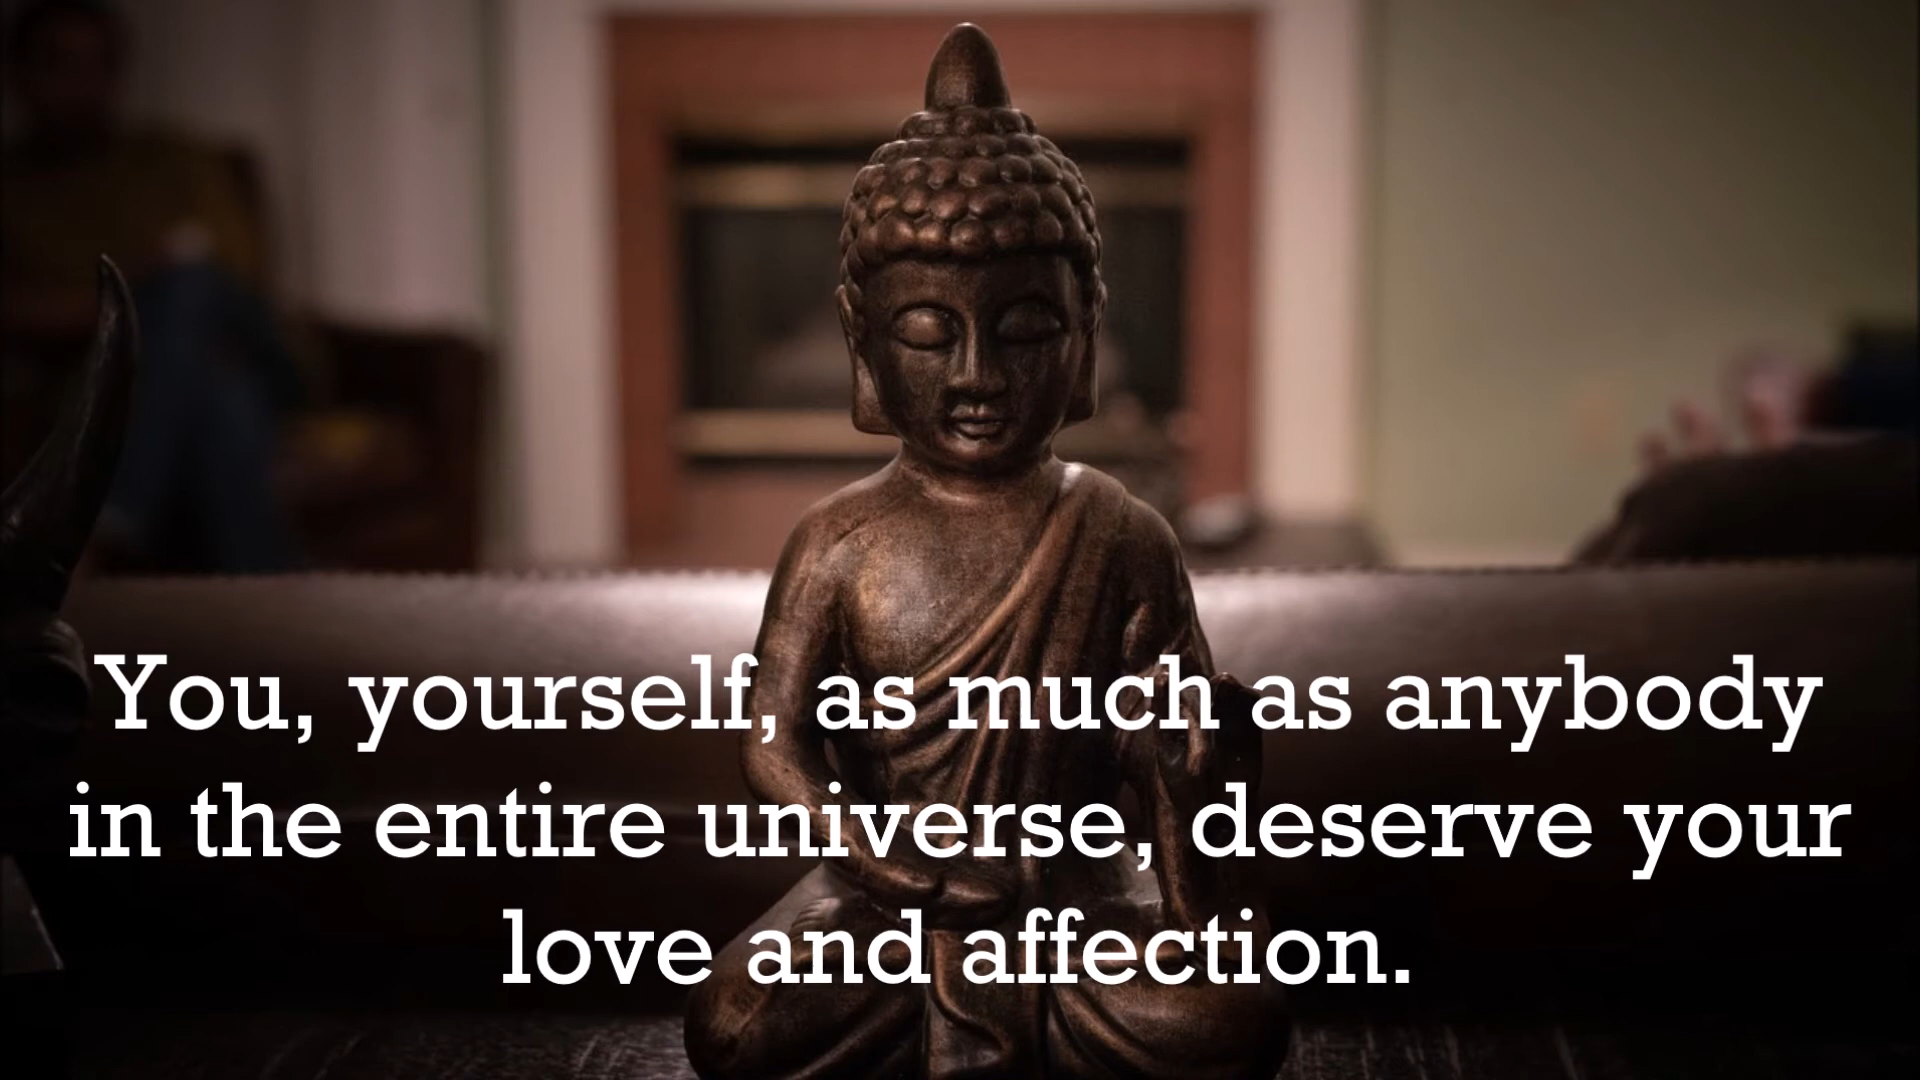 You, yourself, as much as anybody
in the entire universe, deserve your
love and affection.